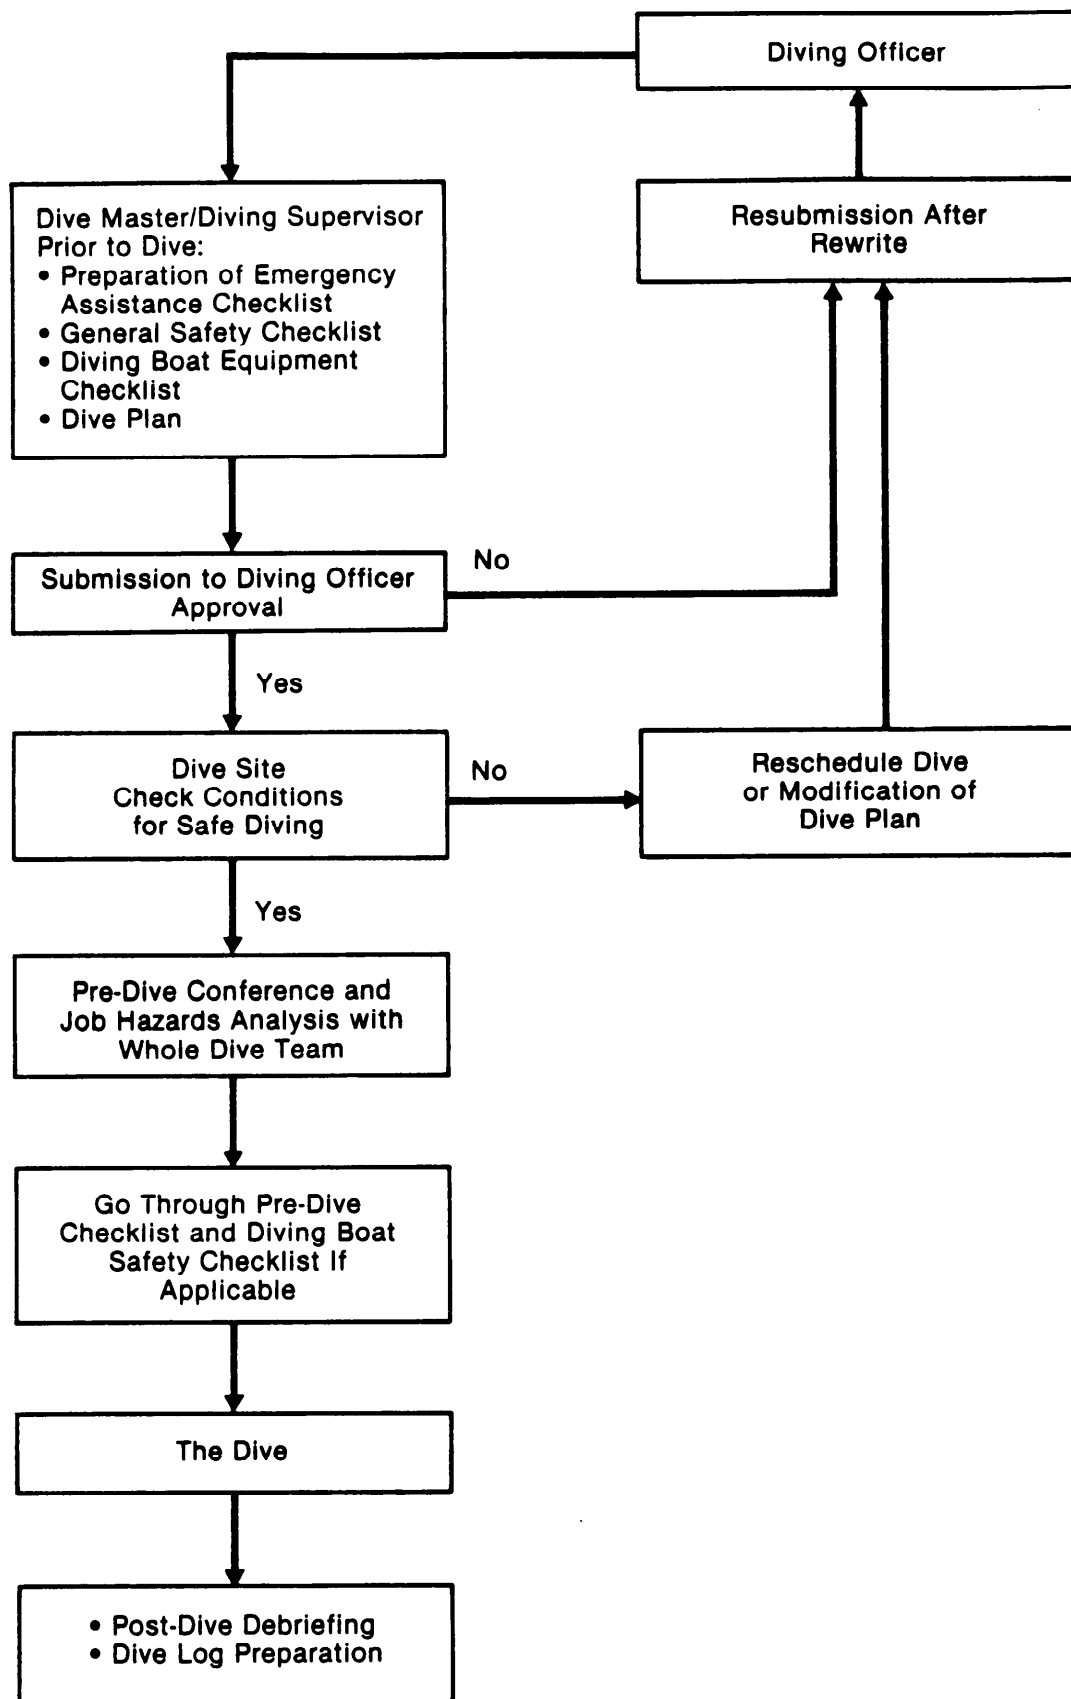 Diving Officer
Dive Master/Diving Supervisor
Prior to Dive:
• Preparation of Emergency
Assistance Checklist
• General Safety Checklist
• Diving Boat Equipment
Checklist
• Dive Plan
Resubmission After
Rewrite
Submission to Diving Officer
Approval
No
Yes
Dive Site
Check Conditions
for Safe Diving
No
Reschedule Dive
or Modification of
Dive Plan
Yes
Pre-Dive Conference and
Job Hazards Analysis with
Whole Dive Team
Go Through Pre-Dive
Checklist and Diving Boat
Safety Checklist If
Applicable
The Dive
• Post-Dive Debriefing
• Dive Log Preparation